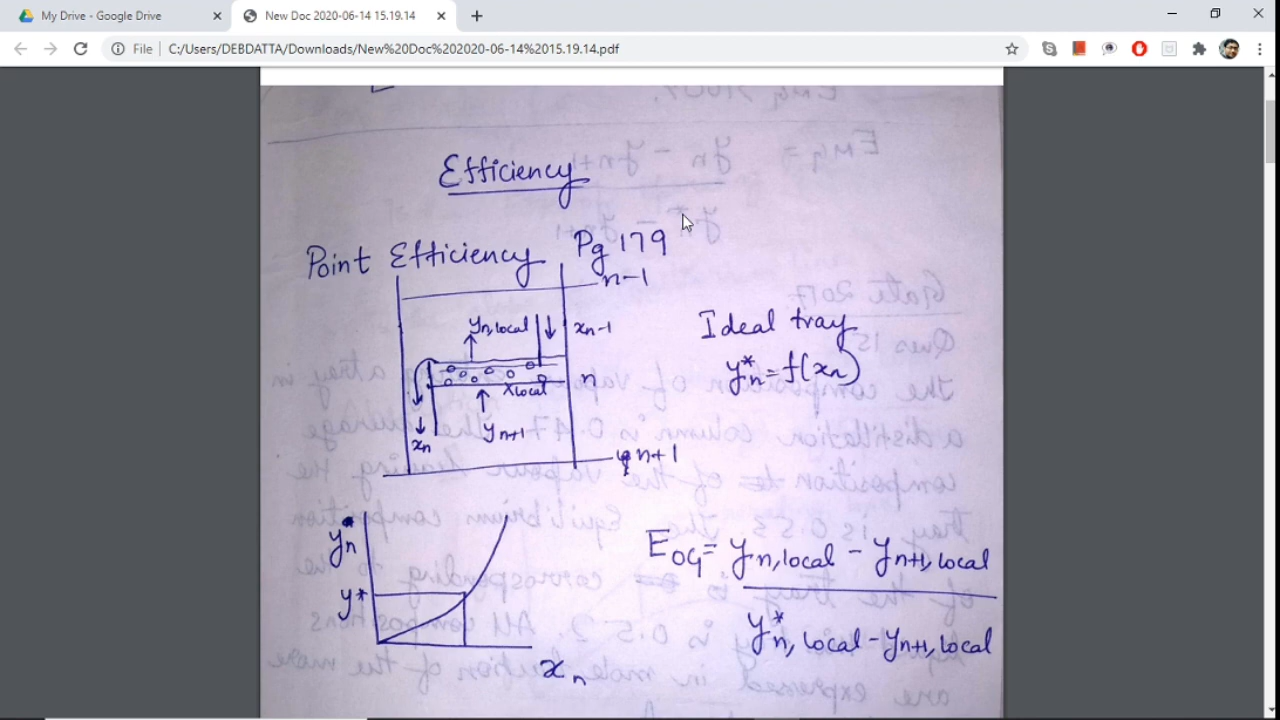 My Drive - Google Drive
New Doc 2020-06-14 15.19.14
File
C:/Users/DEBDATTA/Downloads/New%20Doc%202020-06-14%2015.19.14.pdf
Efficiency
Point Efficiency Pg 179
n-1
yn,local
xn-1
n
xlocal
yn+1
xn
n+1
Ideal tray
yn* = f(xn)
yn*
y*
xn
EOG = yn,local - yn+1,local
y*n,local - yn+1,local